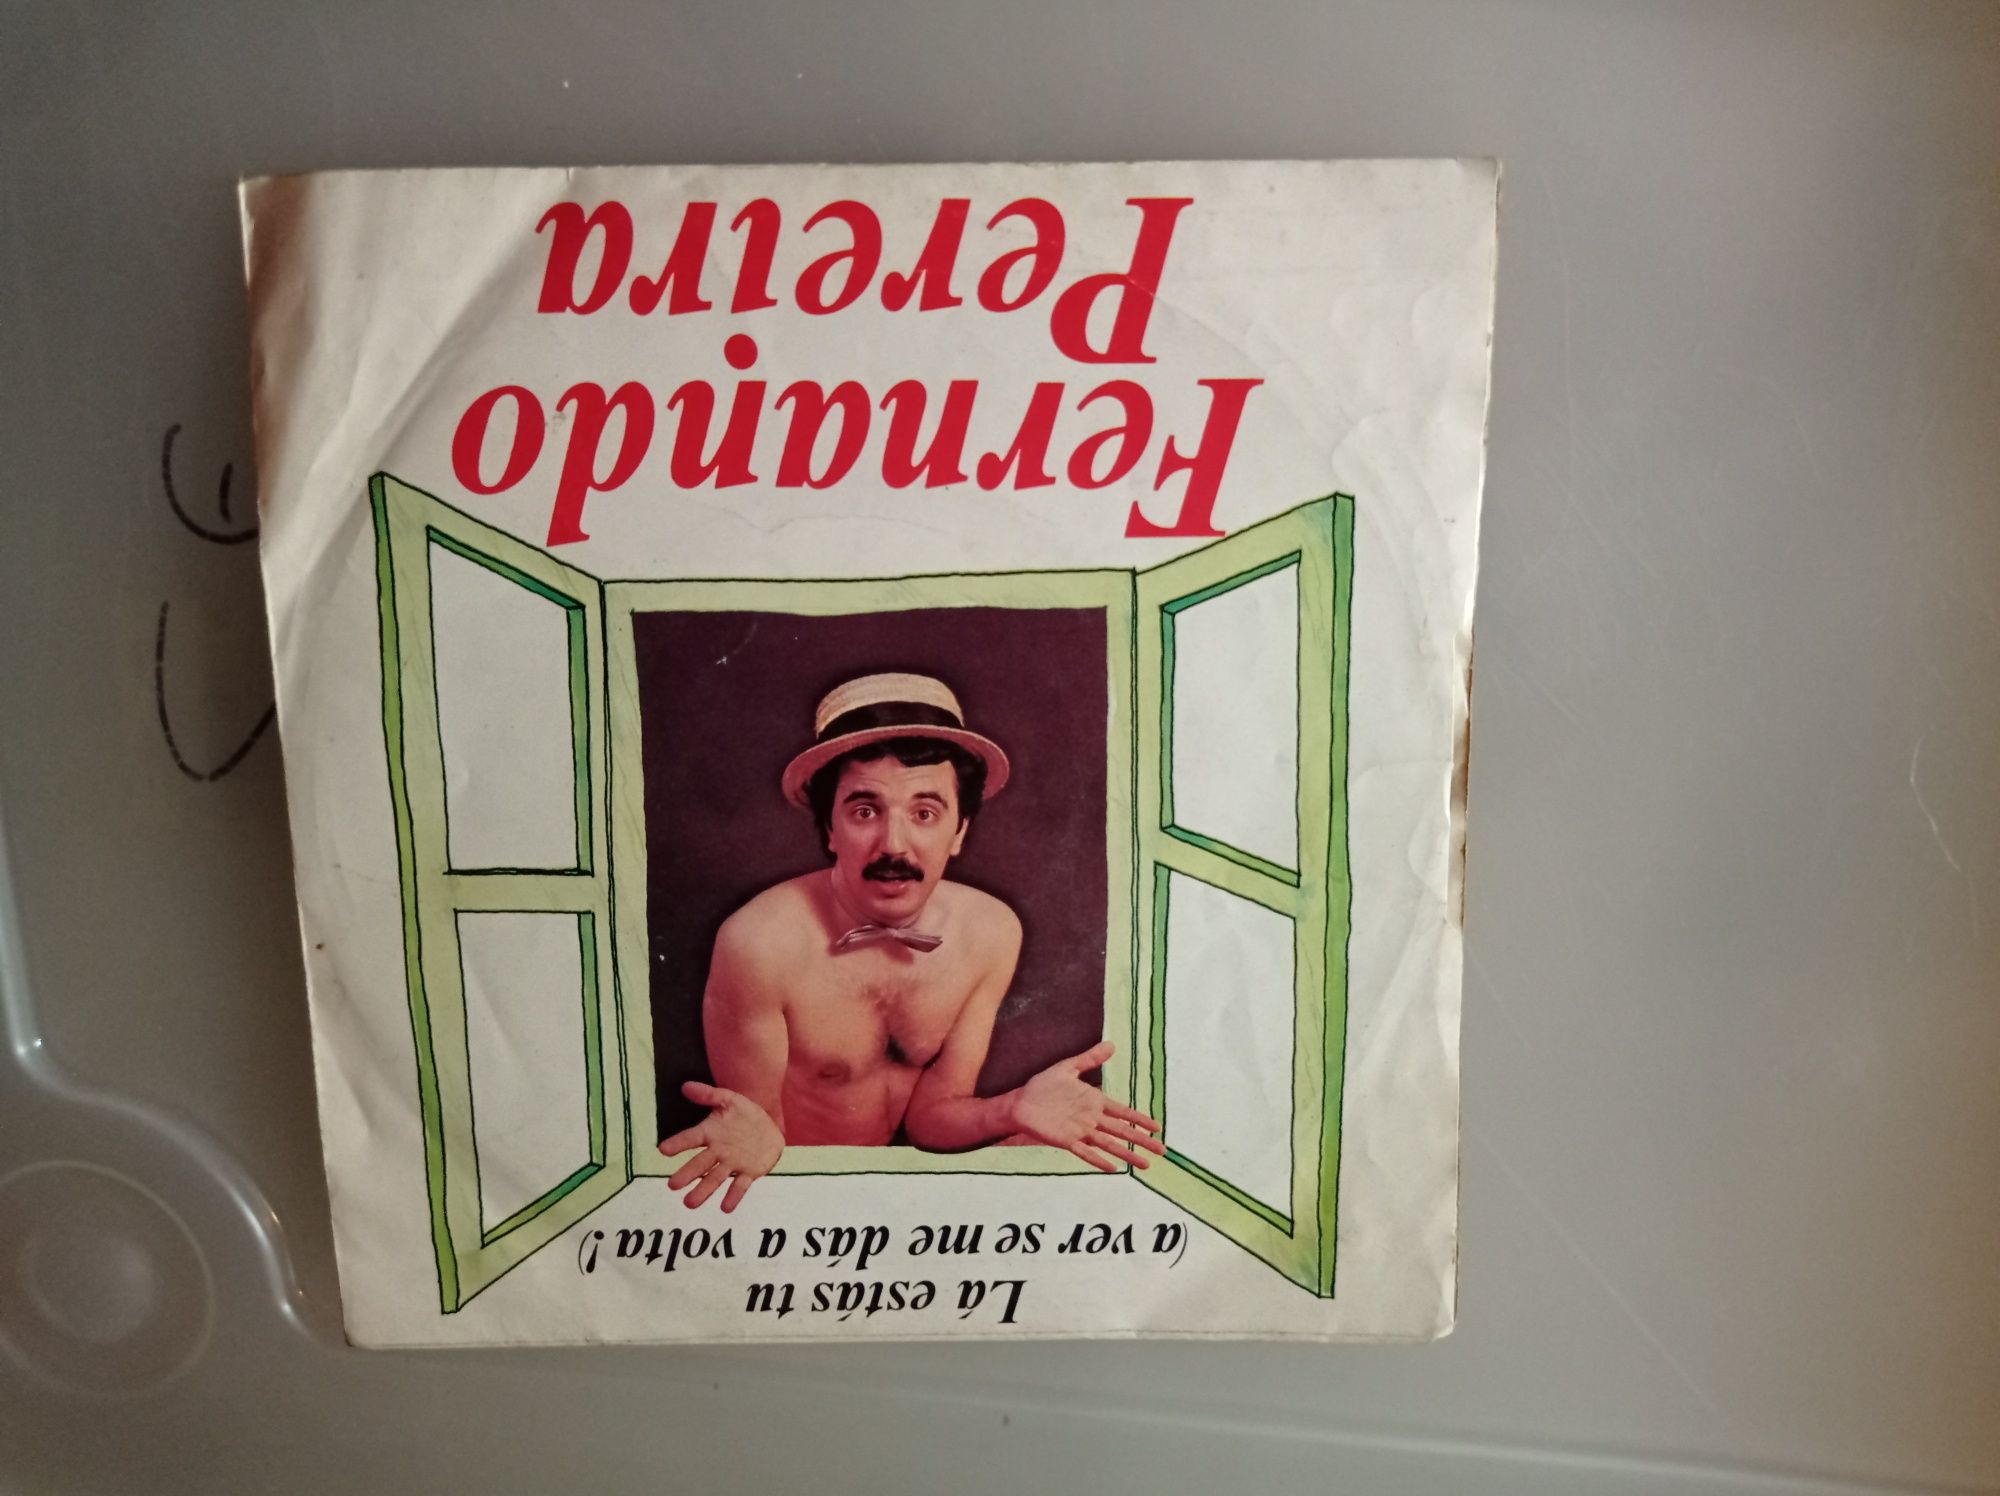 Lá estás tu
(a ver se me dás a volta!)
Fernando
Pereira